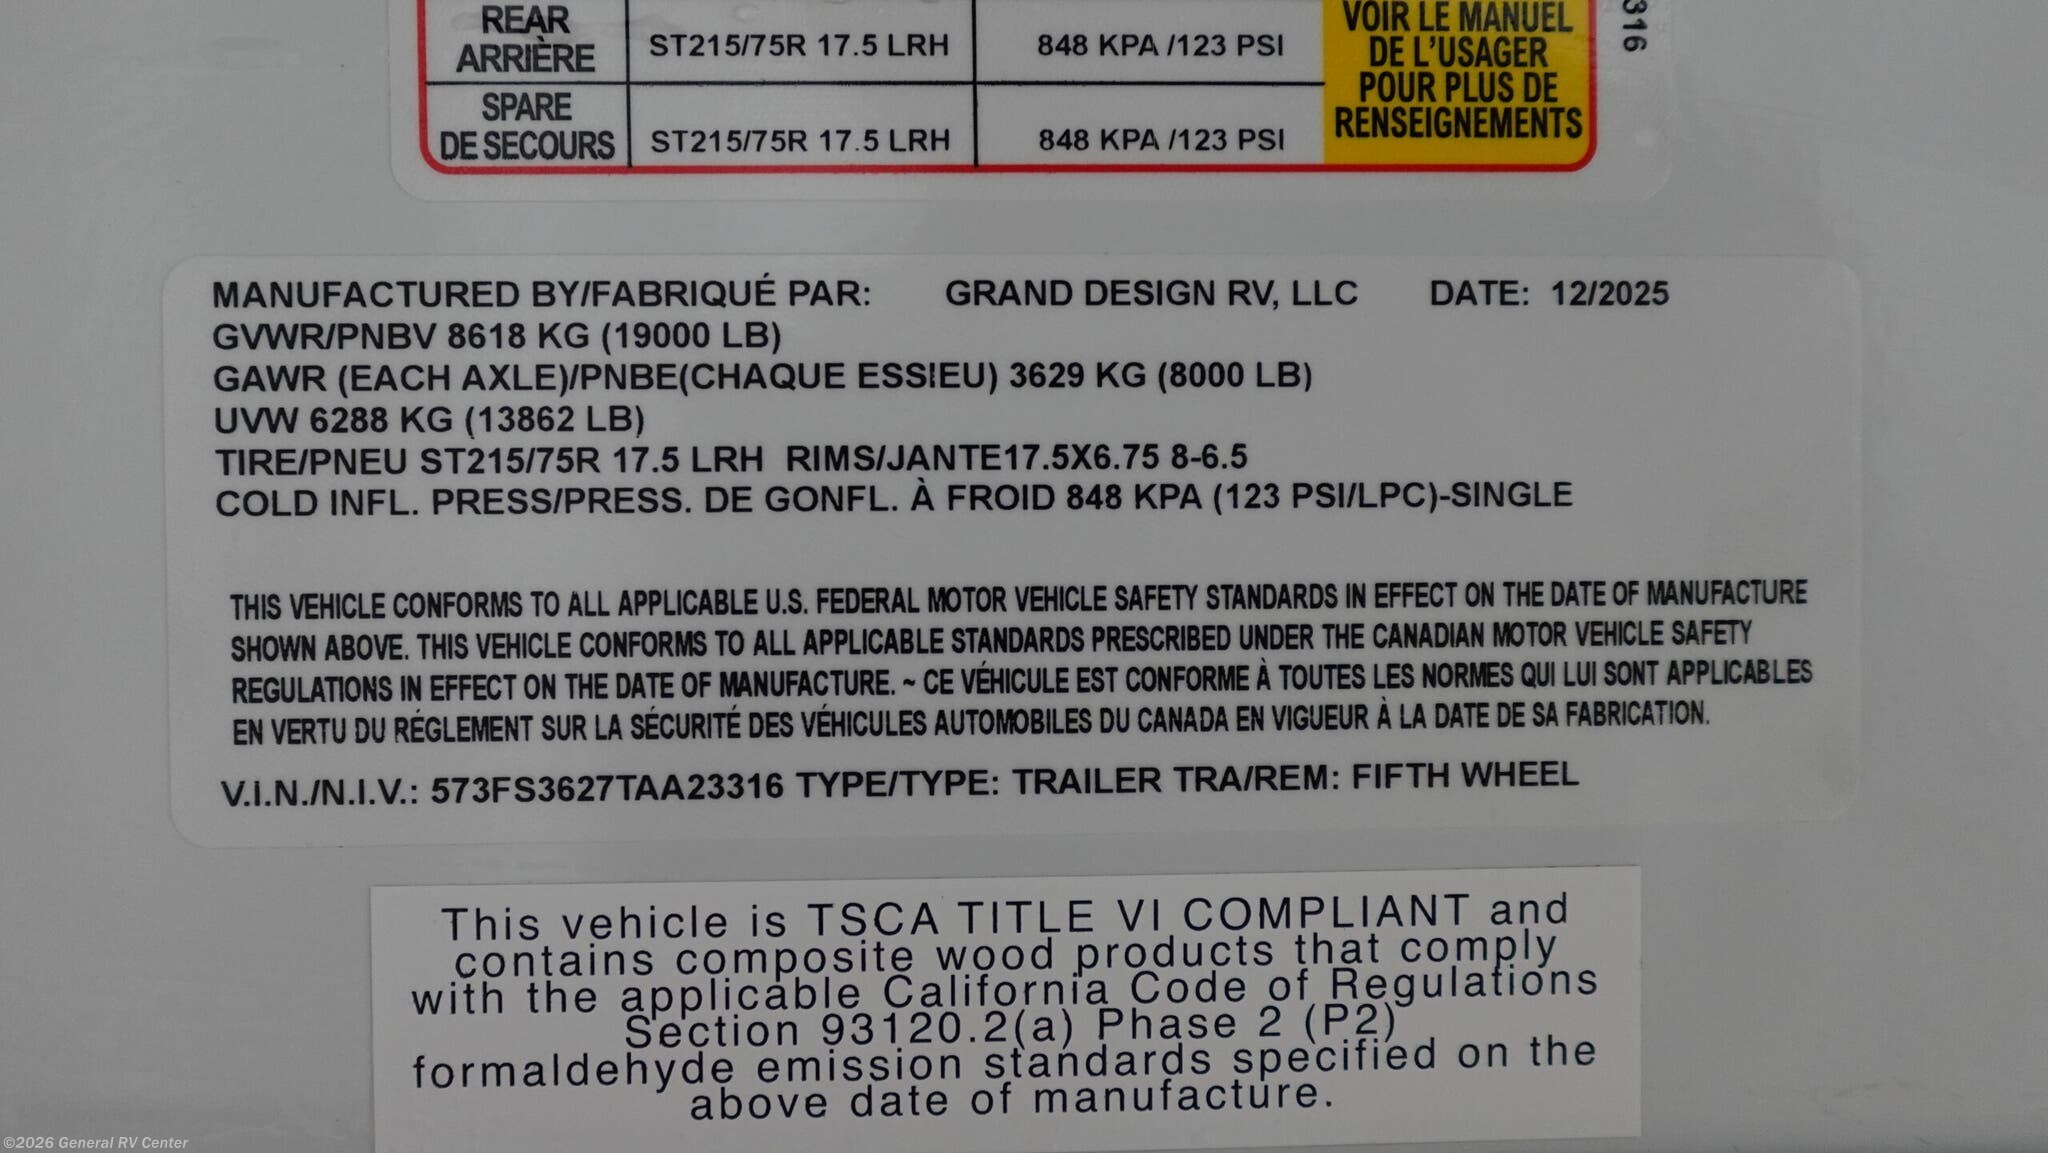 REAR
ARRIÈRE
ST215/75R 17.5 LRH
848 KPA /123 PSI
SPARE
DE SECOURS
ST215/75R 17.5 LRH
848 KPA /123 PSI
VOIR LE MANUEL
DE L'USAGER
POUR PLUS DE
RENSEIGNEMENTS
316
MANUFACTURED BY/FABRIQUÉ PAR: GRAND DESIGN RV, LLC DATE: 12/2025
GVWR/PNBV 8618 KG (19000 LB)
GAWR (EACH AXLE)/PNBE(CHAQUE ESSIEU) 3629 KG (8000 LB)
UVW 6288 KG (13862 LB)
TIRE/PNEU ST215/75R 17.5 LRH RIMS/JANTE17.5X6.75 8-6.5
COLD INFL. PRESS/PRESS. DE GONFL. À FROID 848 KPA (123 PSI/LPC)-SINGLE
THIS VEHICLE CONFORMS TO ALL APPLICABLE U.S. FEDERAL MOTOR VEHICLE SAFETY STANDARDS IN EFFECT ON THE DATE OF MANUFACTURE
SHOWN ABOVE. THIS VEHICLE CONFORMS TO ALL APPLICABLE STANDARDS PRESCRIBED UNDER THE CANADIAN MOTOR VEHICLE SAFETY
REGULATIONS IN EFFECT ON THE DATE OF MANUFACTURE. ~ CE VÉHICULE EST CONFORME À TOUTES LES NORMES QUI LUI SONT APPLICABLES
EN VERTU DU RÉGLEMENT SUR LA SÉCURITÉ DES VÉHICULES AUTOMOBILES DU CANADA EN VIGUEUR À LA DATE DE SA FABRICATION.
V.I.N./N.I.V.: 573FS3627TAA23316 TYPE/TYPE: TRAILER TRA/REM: FIFTH WHEEL
This vehicle is TSCA TITLE VI COMPLIANT and
contains composite wood products that comply
with the applicable California Code of Regulations
Section 93120.2(a) Phase 2 (P2)
formaldehyde emission standards specified on the
above date of manufacture.
©2026 General RV Center